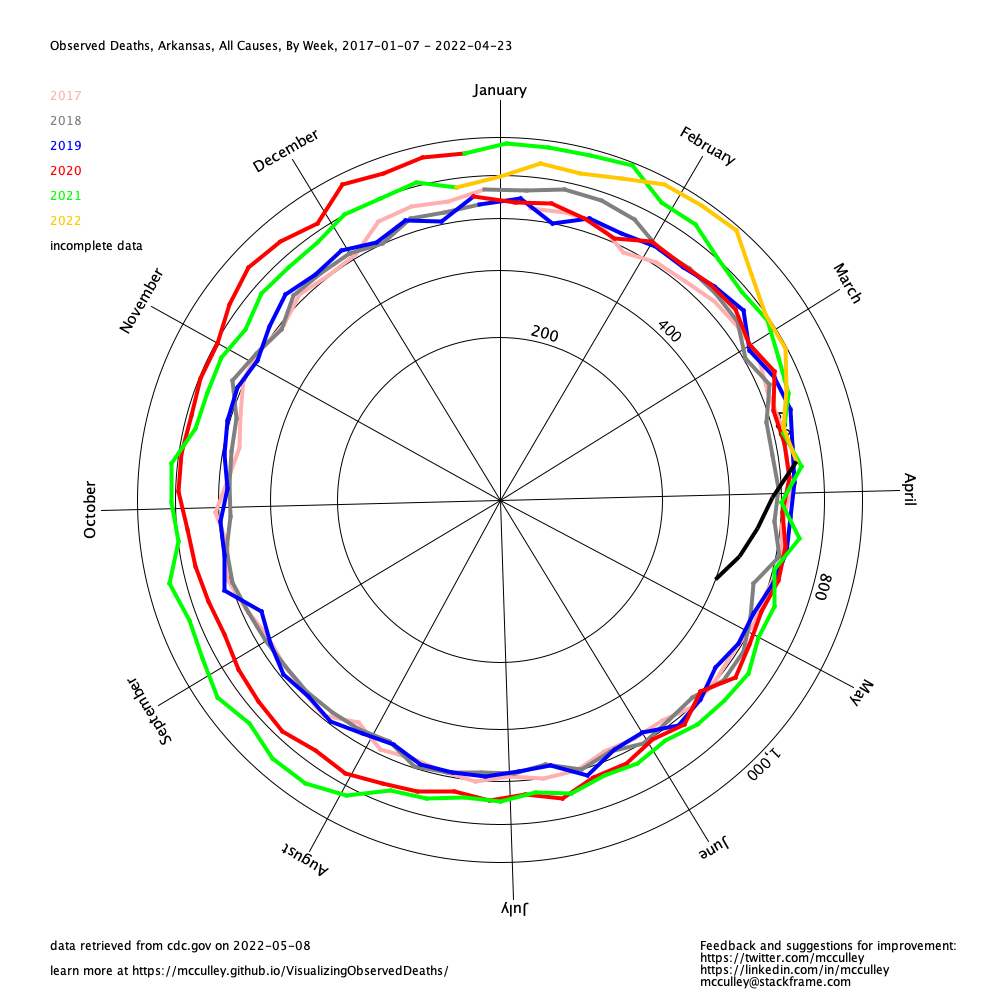 Observed Deaths, Arkansas, All Causes, By Week, 2017-01-07 - 2022-04-23
January
2017
2018
2019
2020
2021
2022
incomplete data
December
February
November
March
200
400
October
April
800
September
May
1,000
August
June
July
data retrieved from cdc.gov on 2022-05-08
learn more at https://mcculley.github.io/VisualizingObservedDeaths/
Feedback and suggestions for improvement:
https://twitter.com/mcculley
https://linkedin.com/in/mcculley
mcculley@stackframe.com